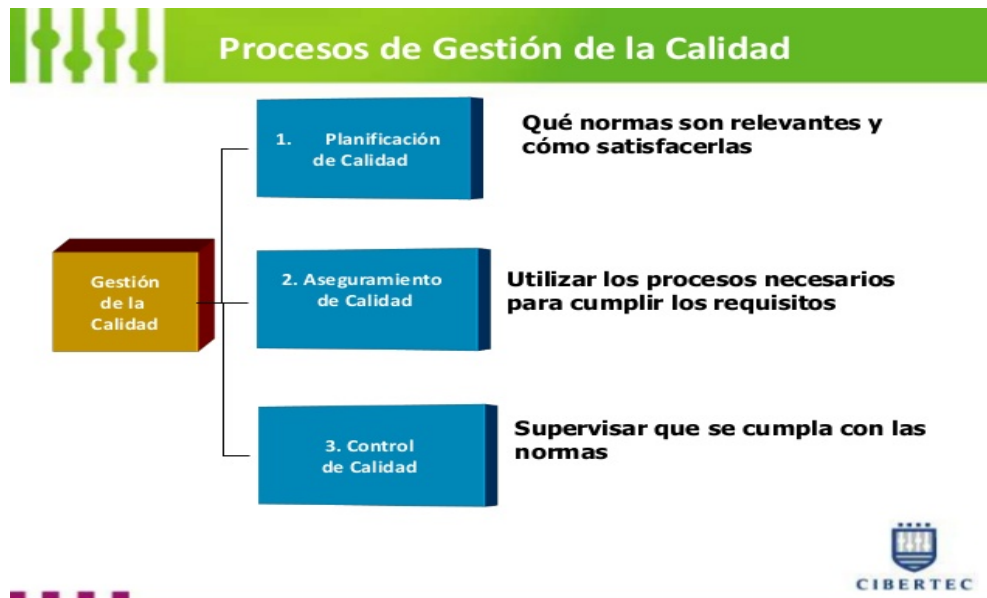 Procesos de Gestión de la Calidad
1. Planificación
de Calidad
Qué normas son relevantes y
cómo satisfacerlas
Gestión
de la
Calidad
2. Aseguramiento
de Calidad
Utilizar los procesos necesarios
para cumplir los requisitos
3. Control
de Calidad
Supervisar que se cumpla con las
normas
CIBERTEC